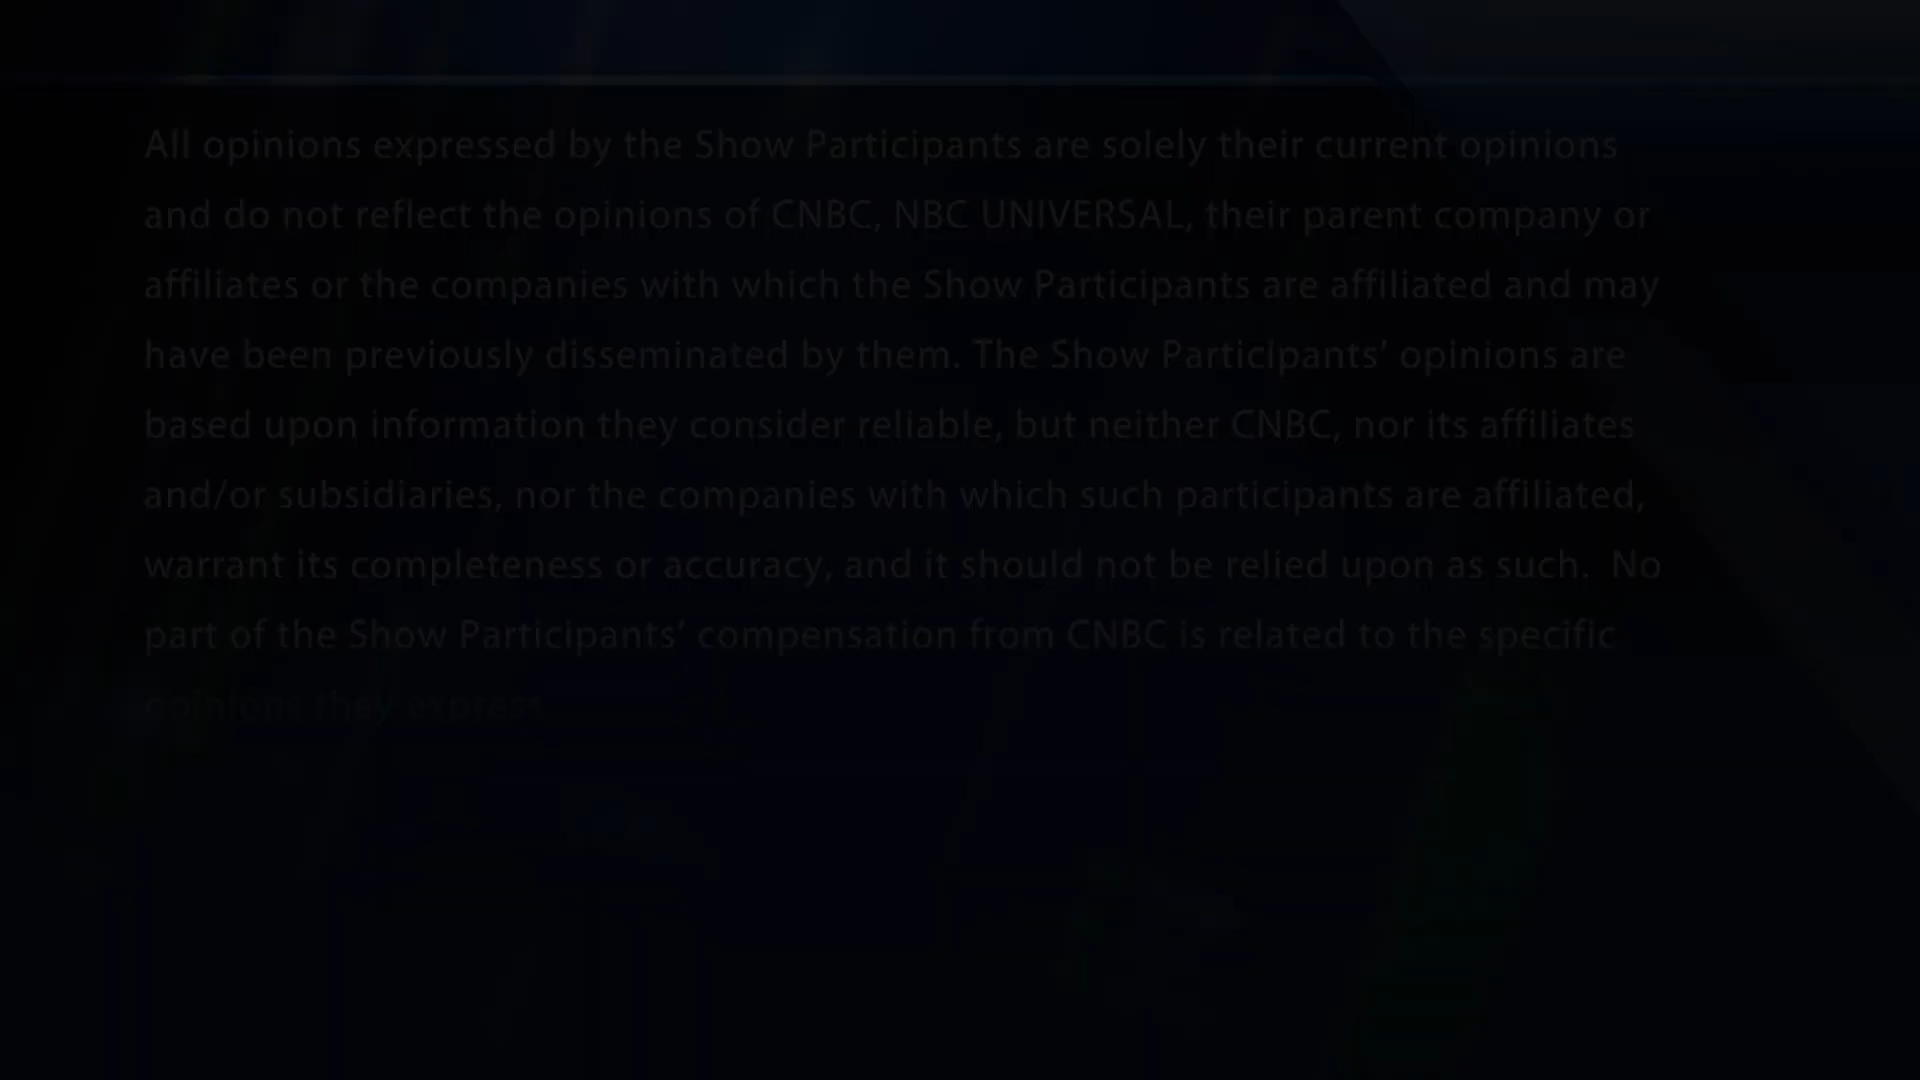 All opinions expressed by the Show Participants are solely their current opinions
and do not reflect the opinions of CNBC, NBC UNIVERSAL, their parent company or
affiliates or the companies with which the Show Participants are affiliated and may
have been previously disseminated by them. The Show Participants’ opinions are
based upon information they consider reliable, but neither CNBC, nor its affiliates
and/or subsidiaries, nor the companies with which such participants are affiliated,
warrant its completeness or accuracy, and it should not be relied upon as such.  No
part of the Show Participants’ compensation from CNBC is related to the specific
opinions they express